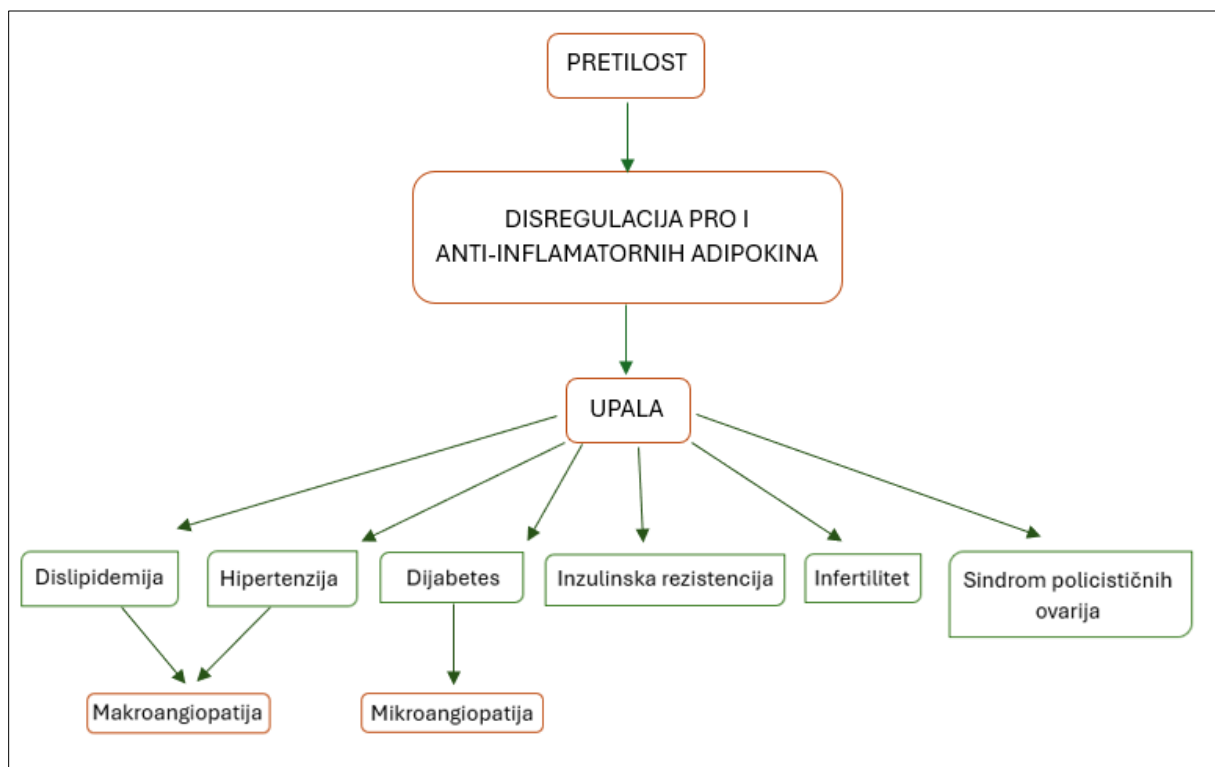 PRETILOST
DISREGULACIJA PRO I
ANTI-INFLAMATORNIH ADIPOKINA
UPALA
Dislipidemija
Hipertenzija
Dijabetes
Inzulinska rezistencija
Infertilitet
Sindrom policističnih
ovarija
Makroangiopatija
Mikroangiopatija